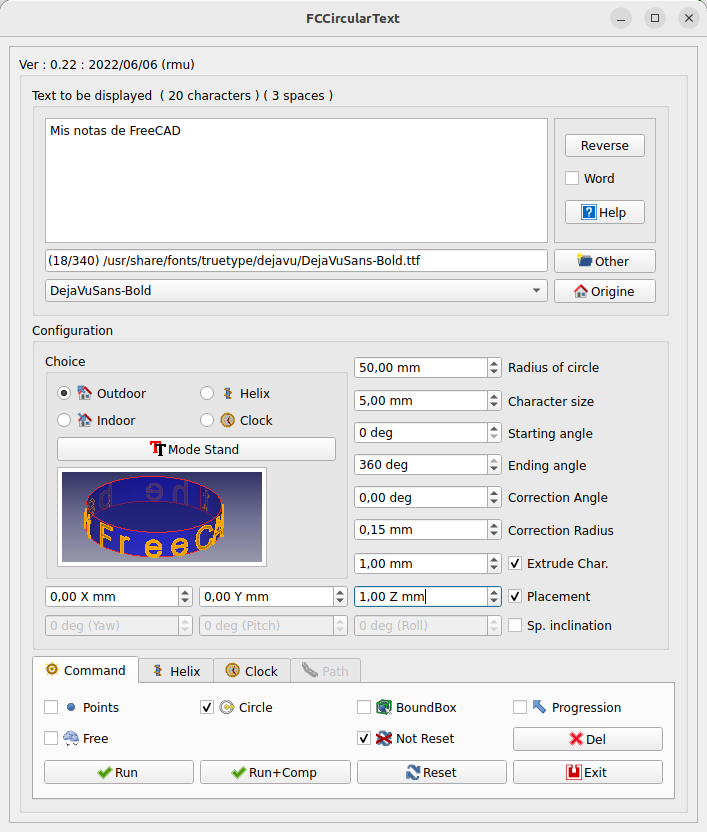 FCCircularText
Ver : 0.22 : 2022/06/06 (rmu)
Text to be displayed ( 20 characters ) ( 3 spaces )
Mis notas de FreeCAD
Reverse
Word
Help
(18/340) /usr/share/fonts/truetype/dejavu/DejaVuSans-Bold.ttf
Other
DejaVuSans-Bold
Origine
Configuration
Choice
Outdoor
Helix
Indoor
Clock
Mode Stand
FreeCA
the
50,00 mm Radius of circle
5,00 mm Character size
0 deg Starting angle
360 deg Ending angle
0,00 deg Correction Angle
0,15 mm Correction Radius
1,00 mm Extrude Char.
0,00 X mm 0,00 Y mm 1,00 Z mm Placement
0 deg (Yaw) 0 deg (Pitch) 0 deg (Roll) Sp. inclination
Command Helix Clock Path
Points Circle BoundBox Progression
Free Not Reset Del
Run Run+Comp Reset Exit